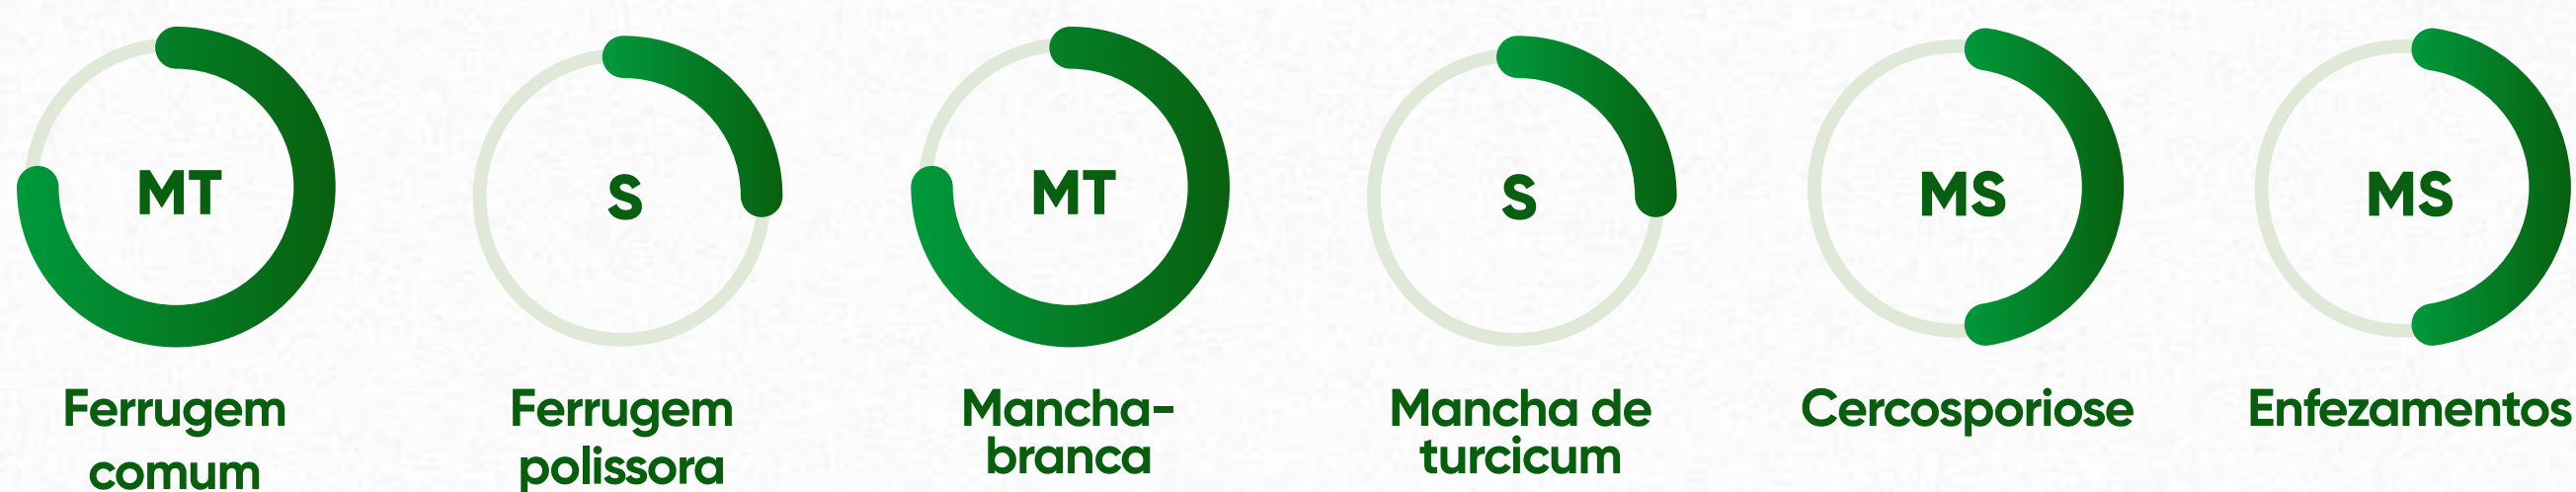 MT
Ferrugem
comum
S
Ferrugem
polissora
MT
Mancha-
branca
S
Mancha de
turcicum
MS
Cercosporiose
MS
Enfezamentos